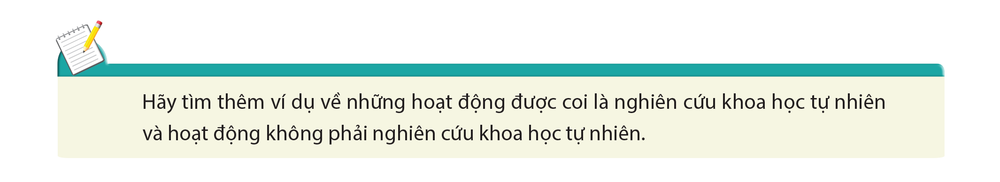 Hãy tìm thêm ví dụ về những hoạt động được coi là nghiên cứu khoa học tự nhiên
và hoạt động không phải nghiên cứu khoa học tự nhiên.